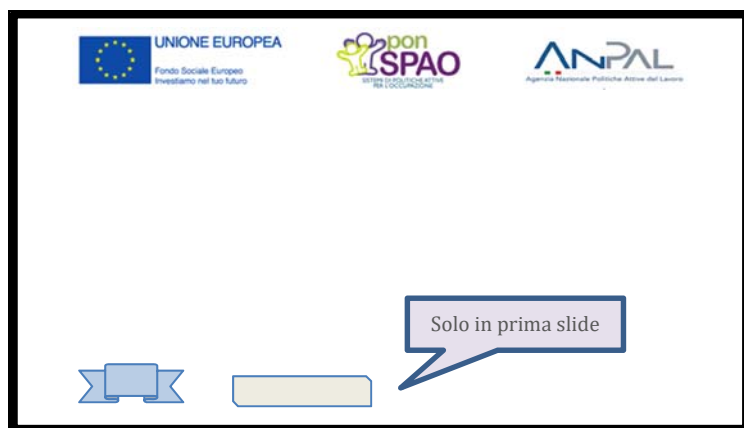 UNIONE EUROPEA
Fondo Sociale Europeo
Investiamo nel tuo futuro
pon
SPAO
SISTEMI DI POLITICHE ATTIVE
PER L'OCCUPAZIONE
ANPAL
Agenzia Nazionale Politiche Attive del Lavoro
Solo in prima slide